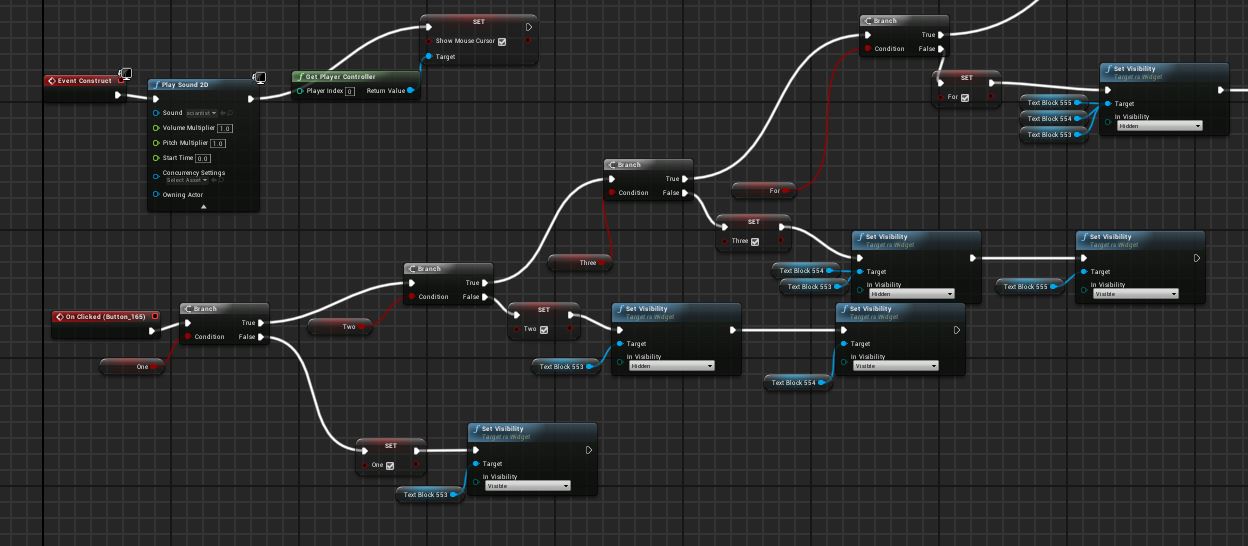 Event Construct
Play Sound 2D
Sound scientist
Volume Multiplier 1.0
Pitch Multiplier 1.0
Start Time 0.0
Concurrency Settings
Select Asset
Owning Actor
Get Player Controller
Player Index 0 Return Value
SET
Show Mouse Cursor
Target
Branch
True
Condition False
SET
For
Text Block 555
Text Block 554
Text Block 553
Set Visibility
Target is Widget
Target
In Visibility
Hidden
For
Branch
True
Condition False
Three
SET
Three
Text Block 554
Text Block 553
Set Visibility
Target is Widget
Target
In Visibility
Hidden
Text Block 555
Set Visibility
Target is Widget
Target
In Visibility
Visible
Branch
True
Condition False
Two
SET
Two
Text Block 553
Set Visibility
Target is Widget
Target
In Visibility
Hidden
Text Block 554
Set Visibility
Target is Widget
Target
In Visibility
Visible
On Clicked (Button_165)
One
Branch
True
Condition False
SET
One
Text Block 553
Set Visibility
Target is Widget
Target
In Visibility
Visible